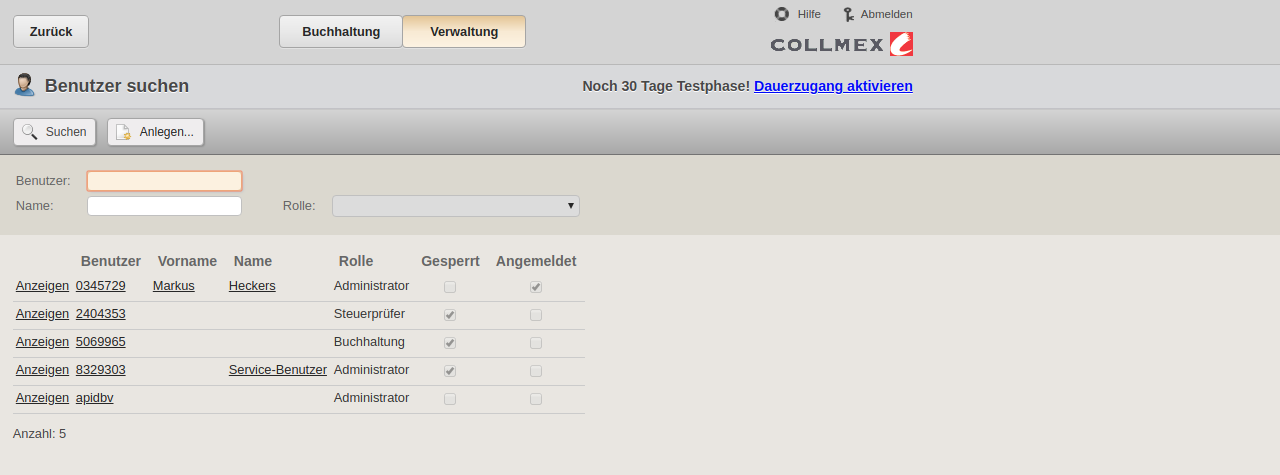 Zurück Buchhaltung Verwaltung Hilfe Abmelden
COLLMEX
Benutzer suchen Noch 30 Tage Testphase! Dauerzugang aktivieren
Suchen Anlegen...
Benutzer:
Name: Rolle:
Benutzer Vorname Name Rolle Gesperrt Angemeldet
Anzeigen 0345729 Markus Heckers Administrator
Anzeigen 2404353 Steuerprüfer
Anzeigen 5069965 Buchhaltung
Anzeigen 8329303 Service-Benutzer Administrator
Anzeigen apidbv Administrator
Anzahl: 5